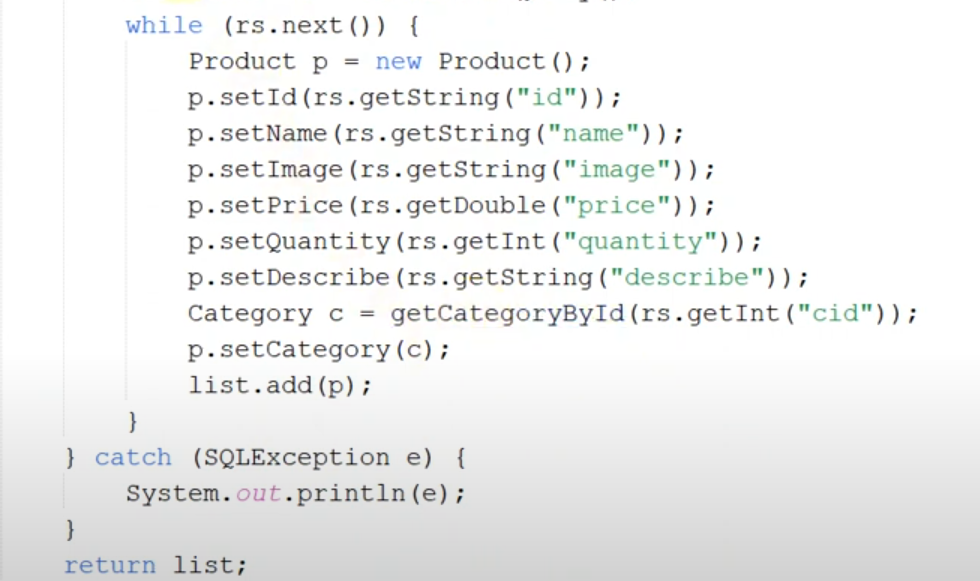 while (rs.next()) {
Product p = new Product();
p.setId(rs.getString("id"));
p.setName(rs.getString("name"));
p.setImage(rs.getString("image"));
p.setPrice(rs.getDouble("price"));
p.setQuantity(rs.getInt("quantity"));
p.setDescribe(rs.getString("describe"));
Category c = getCategoryById(rs.getInt("cid"));
p.setCategory(c);
list.add(p);
}
} catch (SQLException e) {
System.out.println(e);
}
return list;